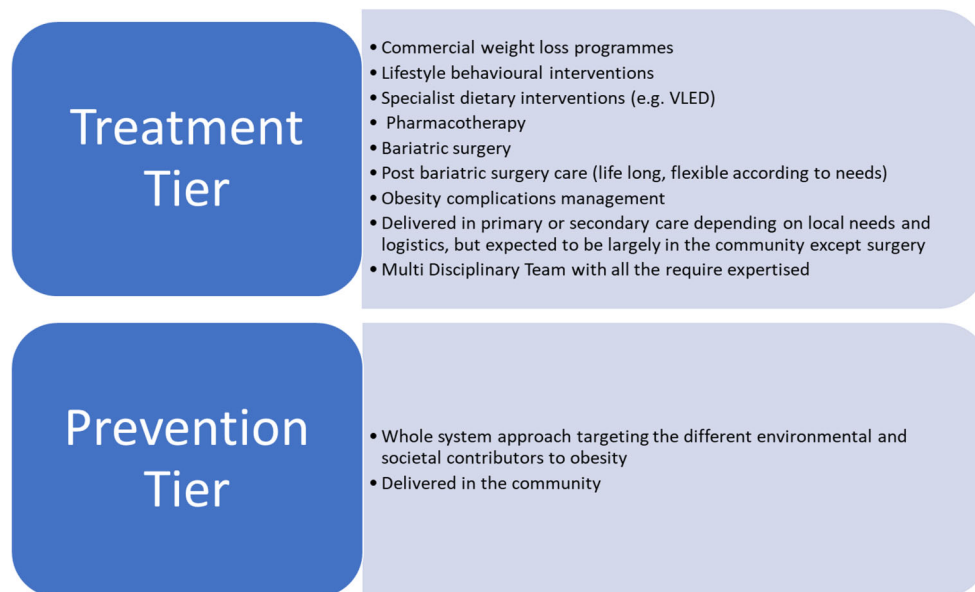 Treatment
Tier
• Commercial weight loss programmes
• Lifestyle behavioural interventions
• Specialist dietary interventions (e.g. VLED)
• Pharmacotherapy
• Bariatric surgery
• Post bariatric surgery care (life long, flexible according to needs)
• Obesity complications management
• Delivered in primary or secondary care depending on local needs and
logistics, but expected to be largely in the community except surgery
• Multi Disciplinary Team with all the require expertised
Prevention
Tier
• Whole system approach targeting the different environmental and
societal contributors to obesity
• Delivered in the community